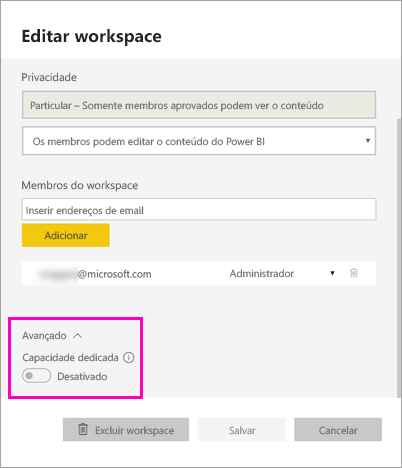 Editar workspace
Privacidade
Particular – Somente membros aprovados podem ver o conteúdo
Os membros podem editar o conteúdo do Power BI
Membros do workspace
Inserir endereços de email
Adicionar
@microsoft.com Administrador
Avançado
Capacidade dedicada
Desativado
Excluir workspace Salvar Cancelar